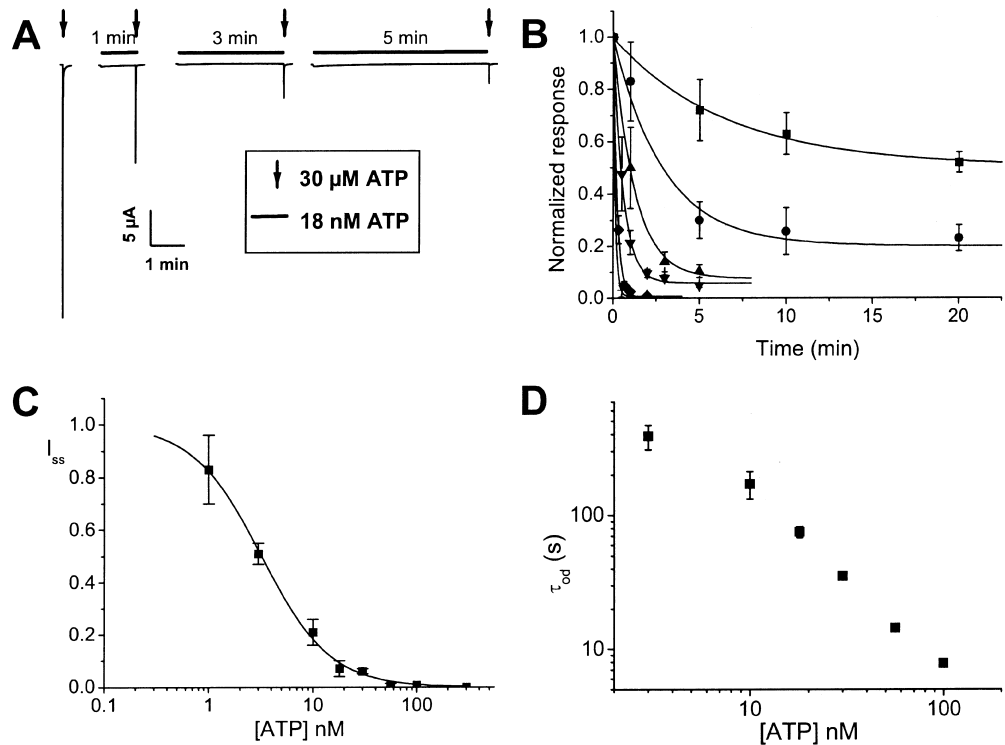 A
1 min
3 min
5 min
30 µM ATP
18 nM ATP
5 µA
1 min
B
Normalized response
1.0
0.8
0.6
0.4
0.2
0.0
0
5
10
15
20
Time (min)
C
Iss
1.0
0.8
0.6
0.4
0.2
0.0
0.1
1
10
100
[ATP] nM
D
τod (s)
100
10
10
100
[ATP] nM